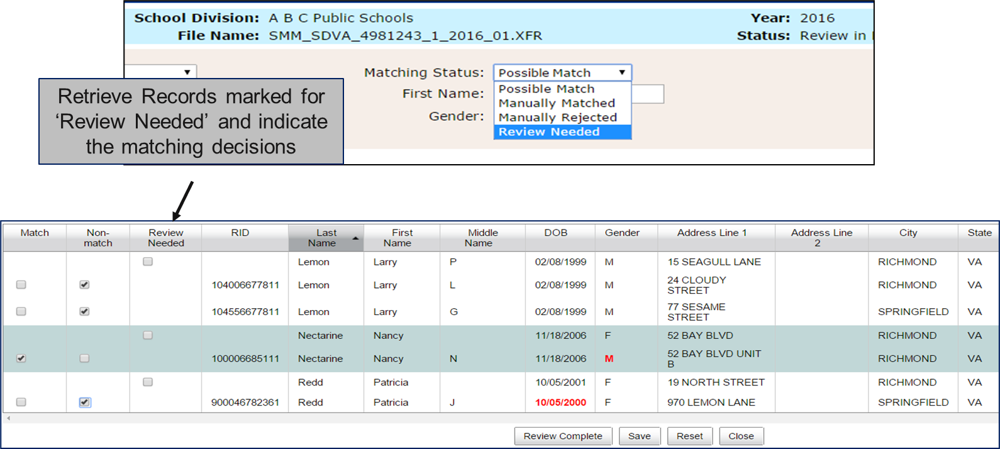 School Division: A B C Public Schools Year: 2016
File Name: SMM_SDVA_4981243_1_2016_01.XFR Status: Review in
Matching Status: Possible Match
First Name: Possible Match
Manually Matched
Gender: Manually Rejected
Review Needed
Retrieve Records marked for
‘Review Needed’ and indicate
the matching decisions
Match Non-match Review Needed RID Last Name First Name Middle Name DOB Gender Address Line 1 Address Line 2 City State
Lemon Larry P 02/08/1999 M 15 SEAGULL LANE RICHMOND VA
104006677811 Lemon Larry L 02/08/1999 M 24 CLOUDY STREET RICHMOND VA
104556677811 Lemon Larry G 02/08/1999 M 77 SESAME STREET SPRINGFIELD VA
Nectarine Nancy 11/18/2006 F 52 BAY BLVD RICHMOND VA
100006685111 Nectarine Nancy N 11/18/2006 M 52 BAY BLVD UNIT B RICHMOND VA
Redd Patricia 10/05/2001 F 19 NORTH STREET RICHMOND VA
900046782361 Redd Patricia J 10/05/2000 F 970 LEMON LANE SPRINGFIELD VA
Review Complete Save Reset Close